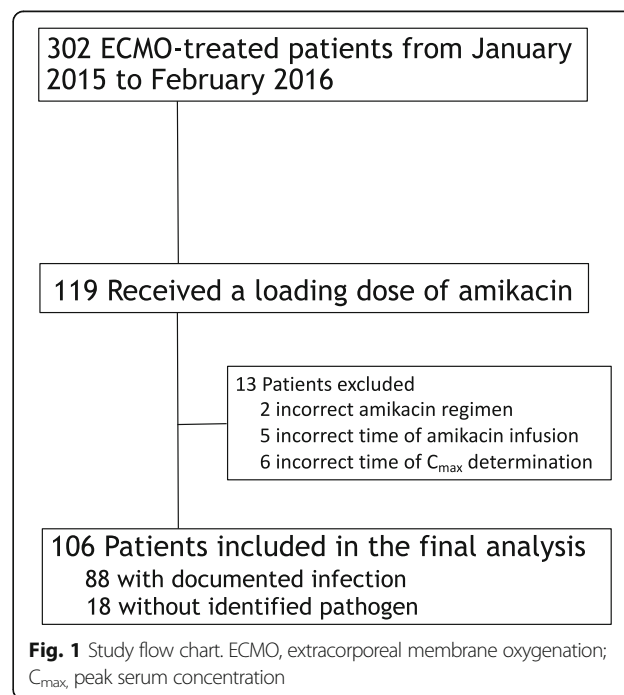 302 ECMO-treated patients from January
2015 to February 2016
119 Received a loading dose of amikacin
13 Patients excluded
2 incorrect amikacin regimen
5 incorrect time of amikacin infusion
6 incorrect time of Cmax determination
106 Patients included in the final analysis
88 with documented infection
18 without identified pathogen
Fig. 1 Study flow chart. ECMO, extracorporeal membrane oxygenation;
Cmax, peak serum concentration